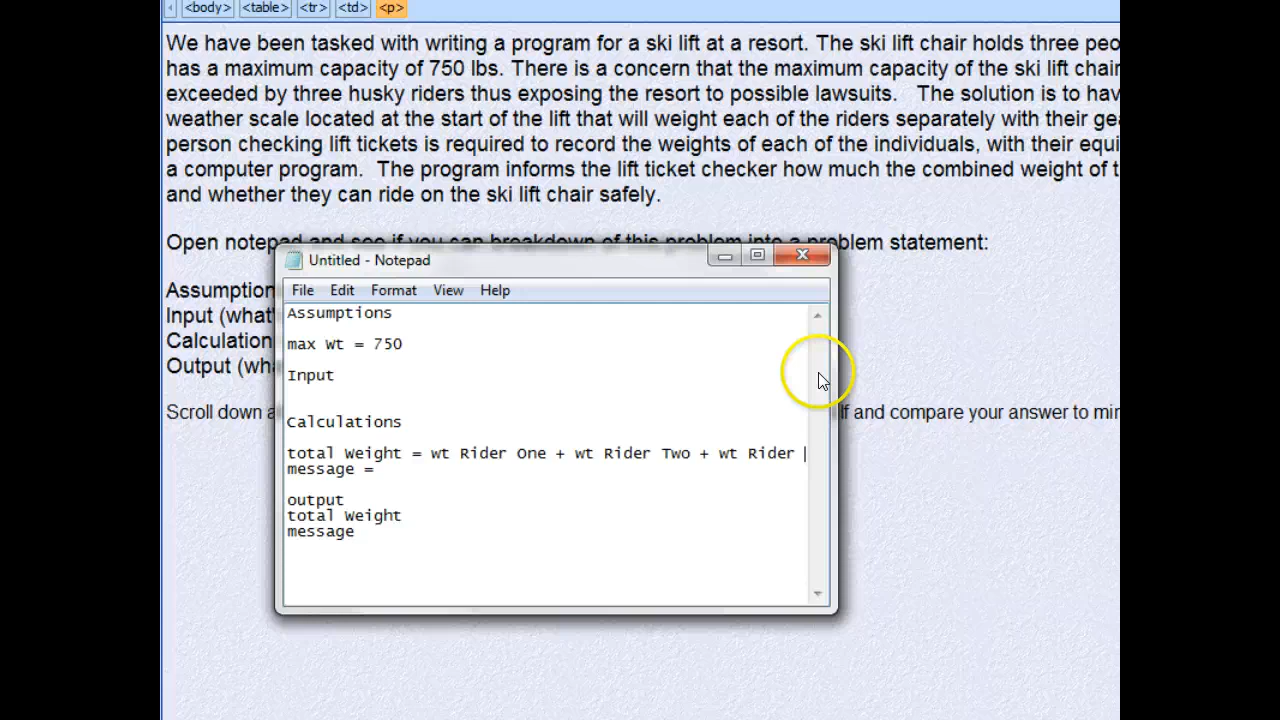 <body> <table> <tr> <td> <p>
We have been tasked with writing a program for a ski lift at a resort. The ski lift chair holds three
has a maximum capacity of 750 lbs. There is a concern that the maximum capacity of the ski lift chair
exceeded by three husky riders thus exposing the resort to possible lawsuits. The solution is to
weather scale located at the start of the lift that will weight each of the riders separately with their
person checking lift tickets is required to record the weights of each of the individuals, with their
a computer program. The program informs the lift ticket checker how much the combined weight of
and whether they can ride on the ski lift chair safely.
Open notepad and see if you can breakdown of this problem into a problem statement:
Assumption
Input (what'
Calculation
Output
Scroll down and compare your answer to
Untitled - Notepad
File Edit Format View Help
Assumptions
max wt = 750
Input
Calculations
total Weight = wt Rider One + wt Rider Two + wt Rider
message =
output
total Weight
message